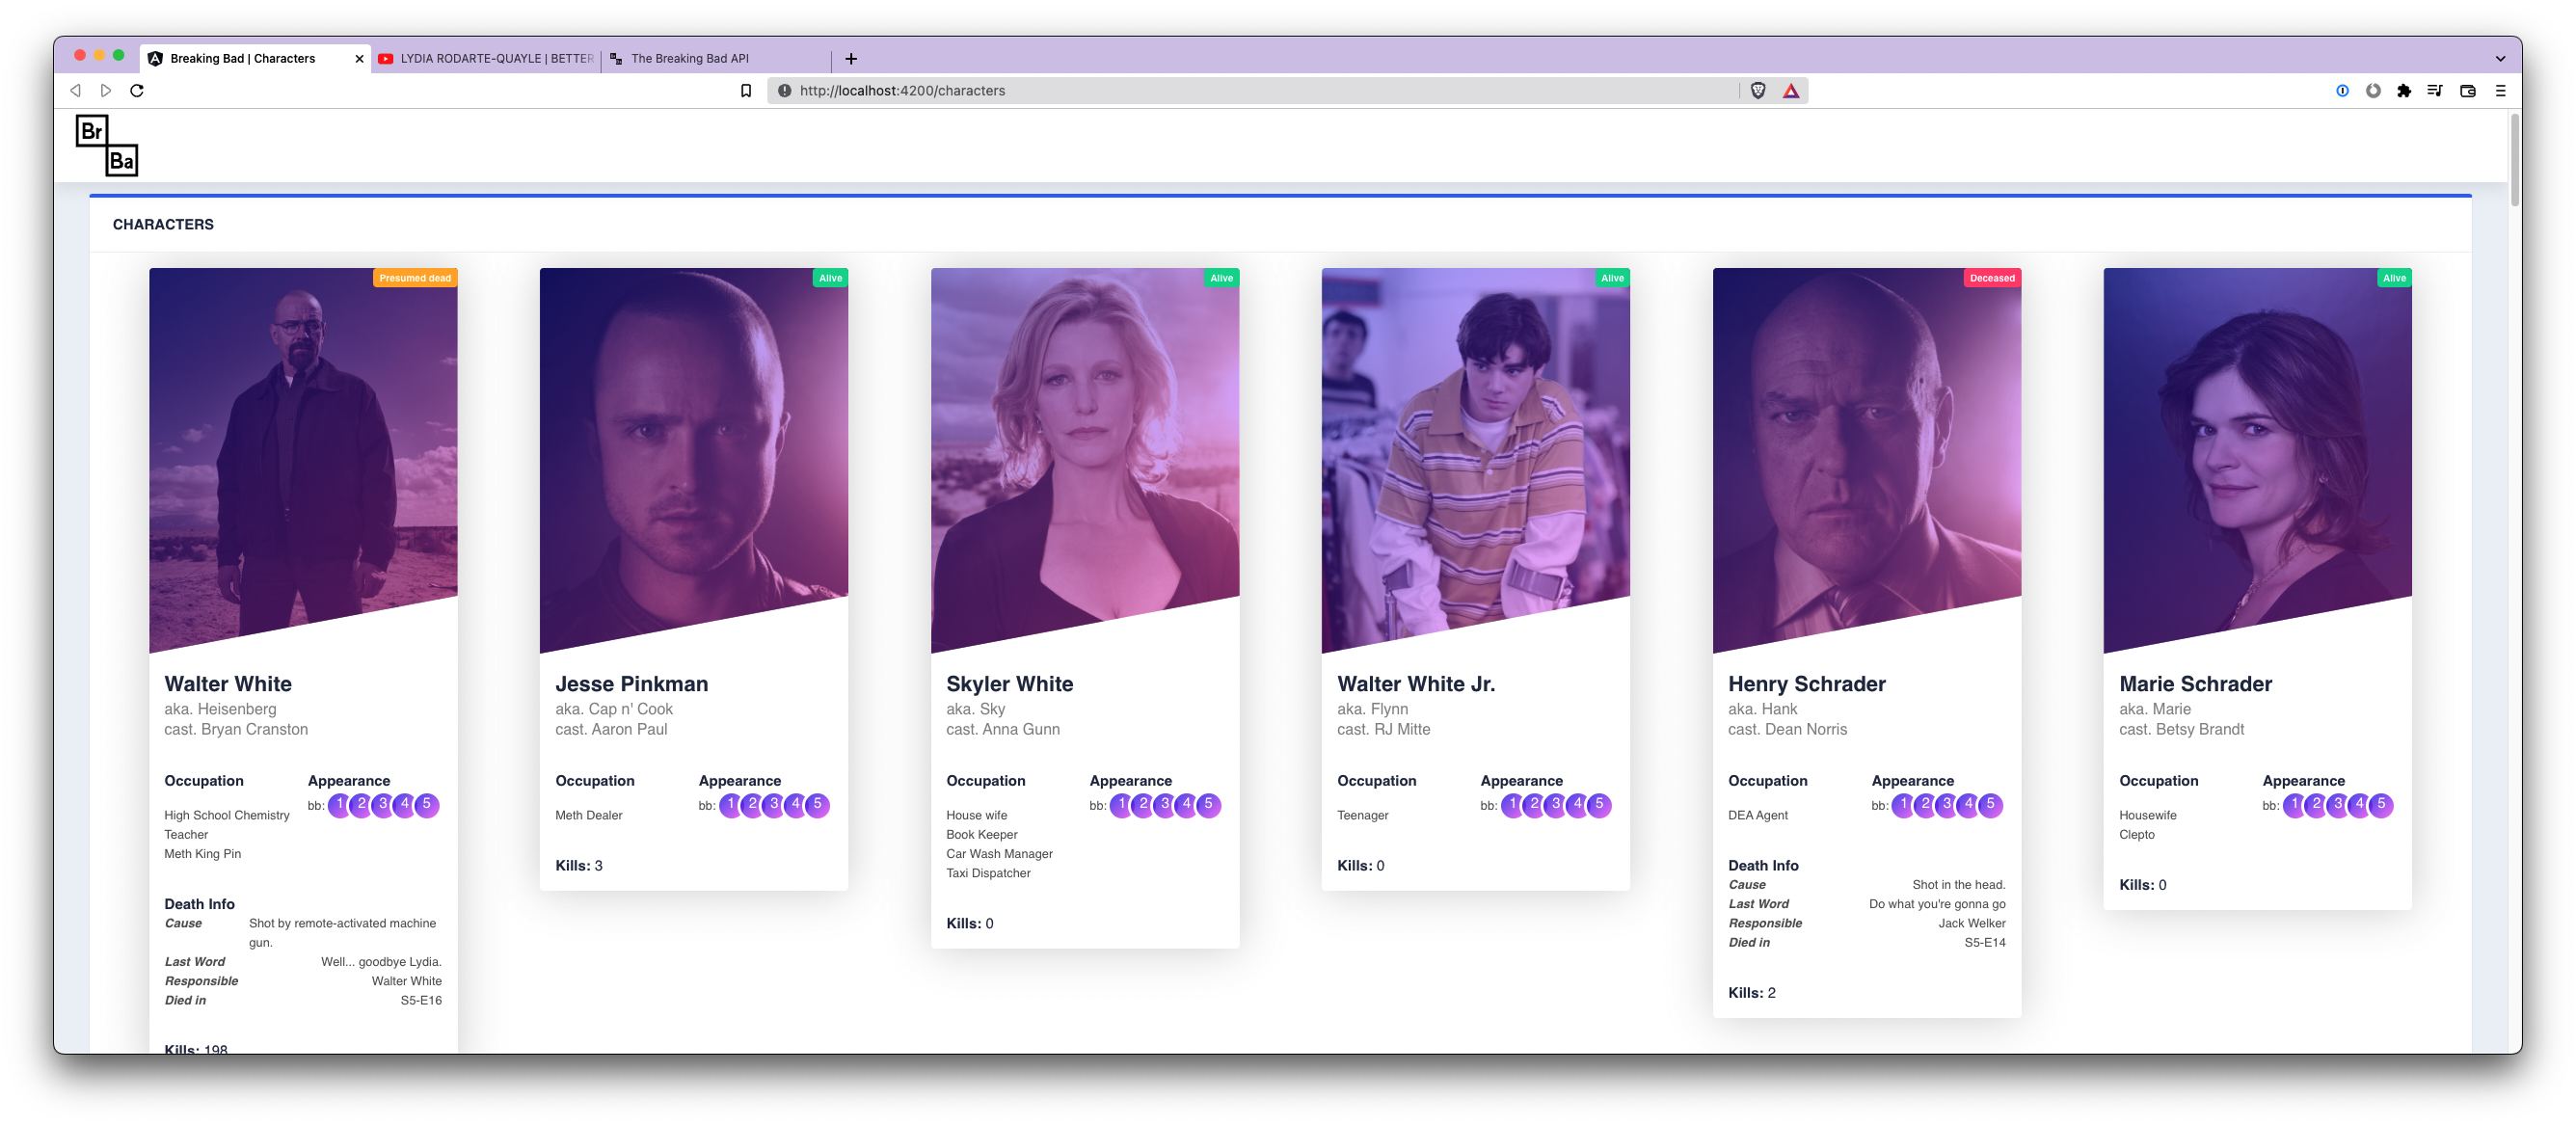 Breaking Bad | Characters
LYDIA RODARTE-QUAYLE | BETTER
The Breaking Bad API
http://localhost:4200/characters
Br
Ba
CHARACTERS
Presumed dead
Walter White
aka. Heisenberg
cast. Bryan Cranston
Occupation
High School Chemistry
Teacher
Meth King Pin
Appearance
bb: 1 2 3 4 5
Death Info
Cause Shot by remote-activated machine
gun.
Last Word Well... goodbye Lydia.
Responsible Walter White
Died in S5-E16
Kills: 198
Alive
Jesse Pinkman
aka. Cap n' Cook
cast. Aaron Paul
Occupation
Meth Dealer
Appearance
bb: 1 2 3 4 5
Kills: 3
Alive
Skyler White
aka. Sky
cast. Anna Gunn
Occupation
House wife
Book Keeper
Car Wash Manager
Taxi Dispatcher
Appearance
bb: 1 2 3 4 5
Kills: 0
Alive
Walter White Jr.
aka. Flynn
cast. RJ Mitte
Occupation
Teenager
Appearance
bb: 1 2 3 4 5
Kills: 0
Deceased
Henry Schrader
aka. Hank
cast. Dean Norris
Occupation
DEA Agent
Appearance
bb: 1 2 3 4 5
Death Info
Cause Shot in the head.
Last Word Do what you're gonna go
Responsible Jack Welker
Died in S5-E14
Kills: 2
Alive
Marie Schrader
aka. Marie
cast. Betsy Brandt
Occupation
Housewife
Clepto
Appearance
bb: 1 2 3 4 5
Kills: 0